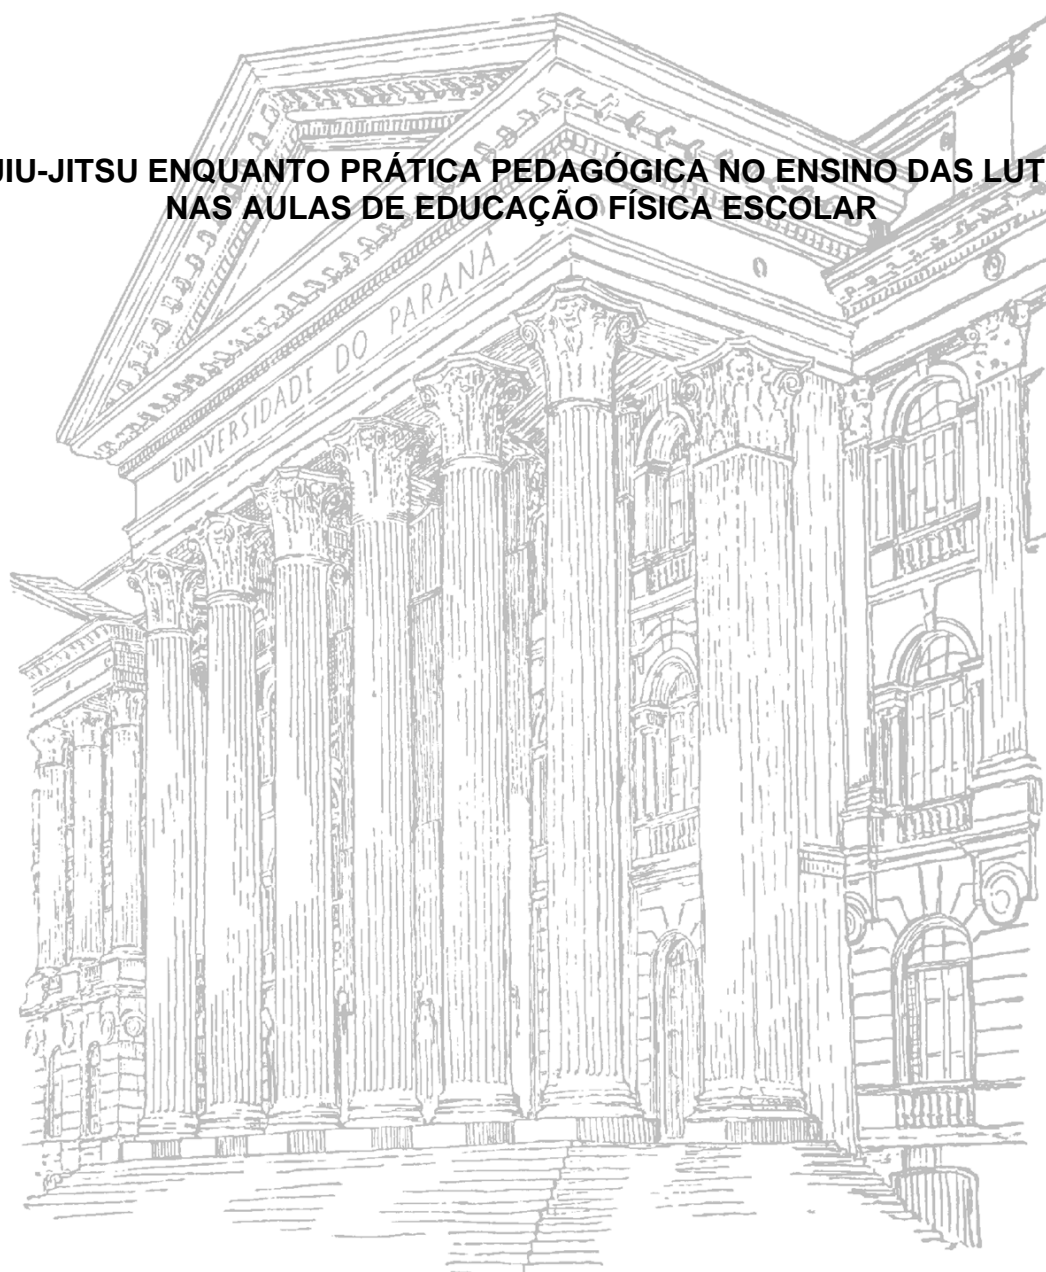 JIU-JITSU ENQUANTO PRÁTICA PEDAGÓGICA NO ENSINO DAS LUT
NAS AULAS DE EDUCAÇÃO FÍSICA ESCOLAR
UNIVERSIDADE DO PARANA